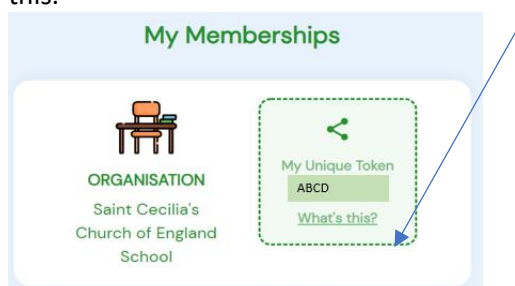 this:
My Memberships
ORGANISATION
Saint Cecilia's
Church of England
School
My Unique Token
ABCD
What's this?